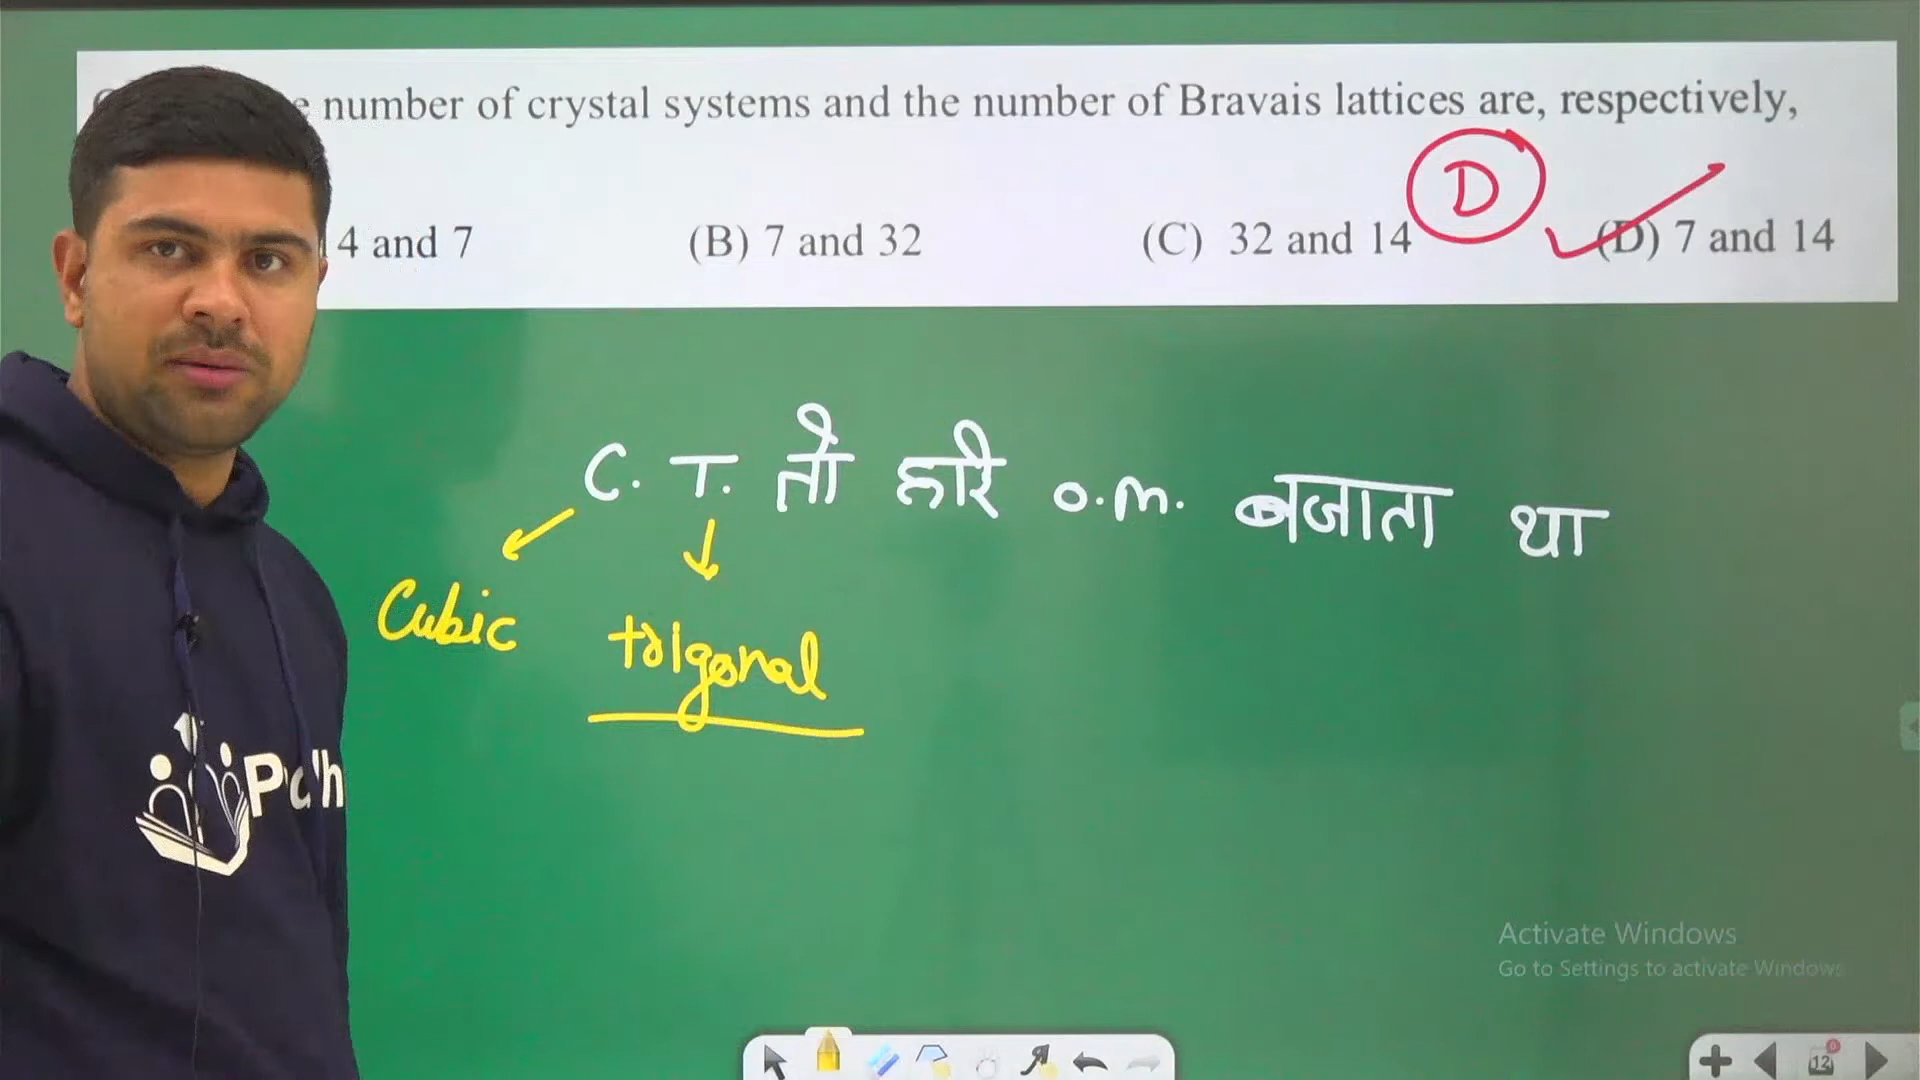 number of crystal systems and the number of Bravais lattices are, respectively,
D
4 and 7 (B) 7 and 32 (C) 32 and 14 (D) 7 and 14
C. T. तो हरि O.M. बजाता था
Cubic trigonal
Activate Windows
Go to Settings to activate Windows.
12